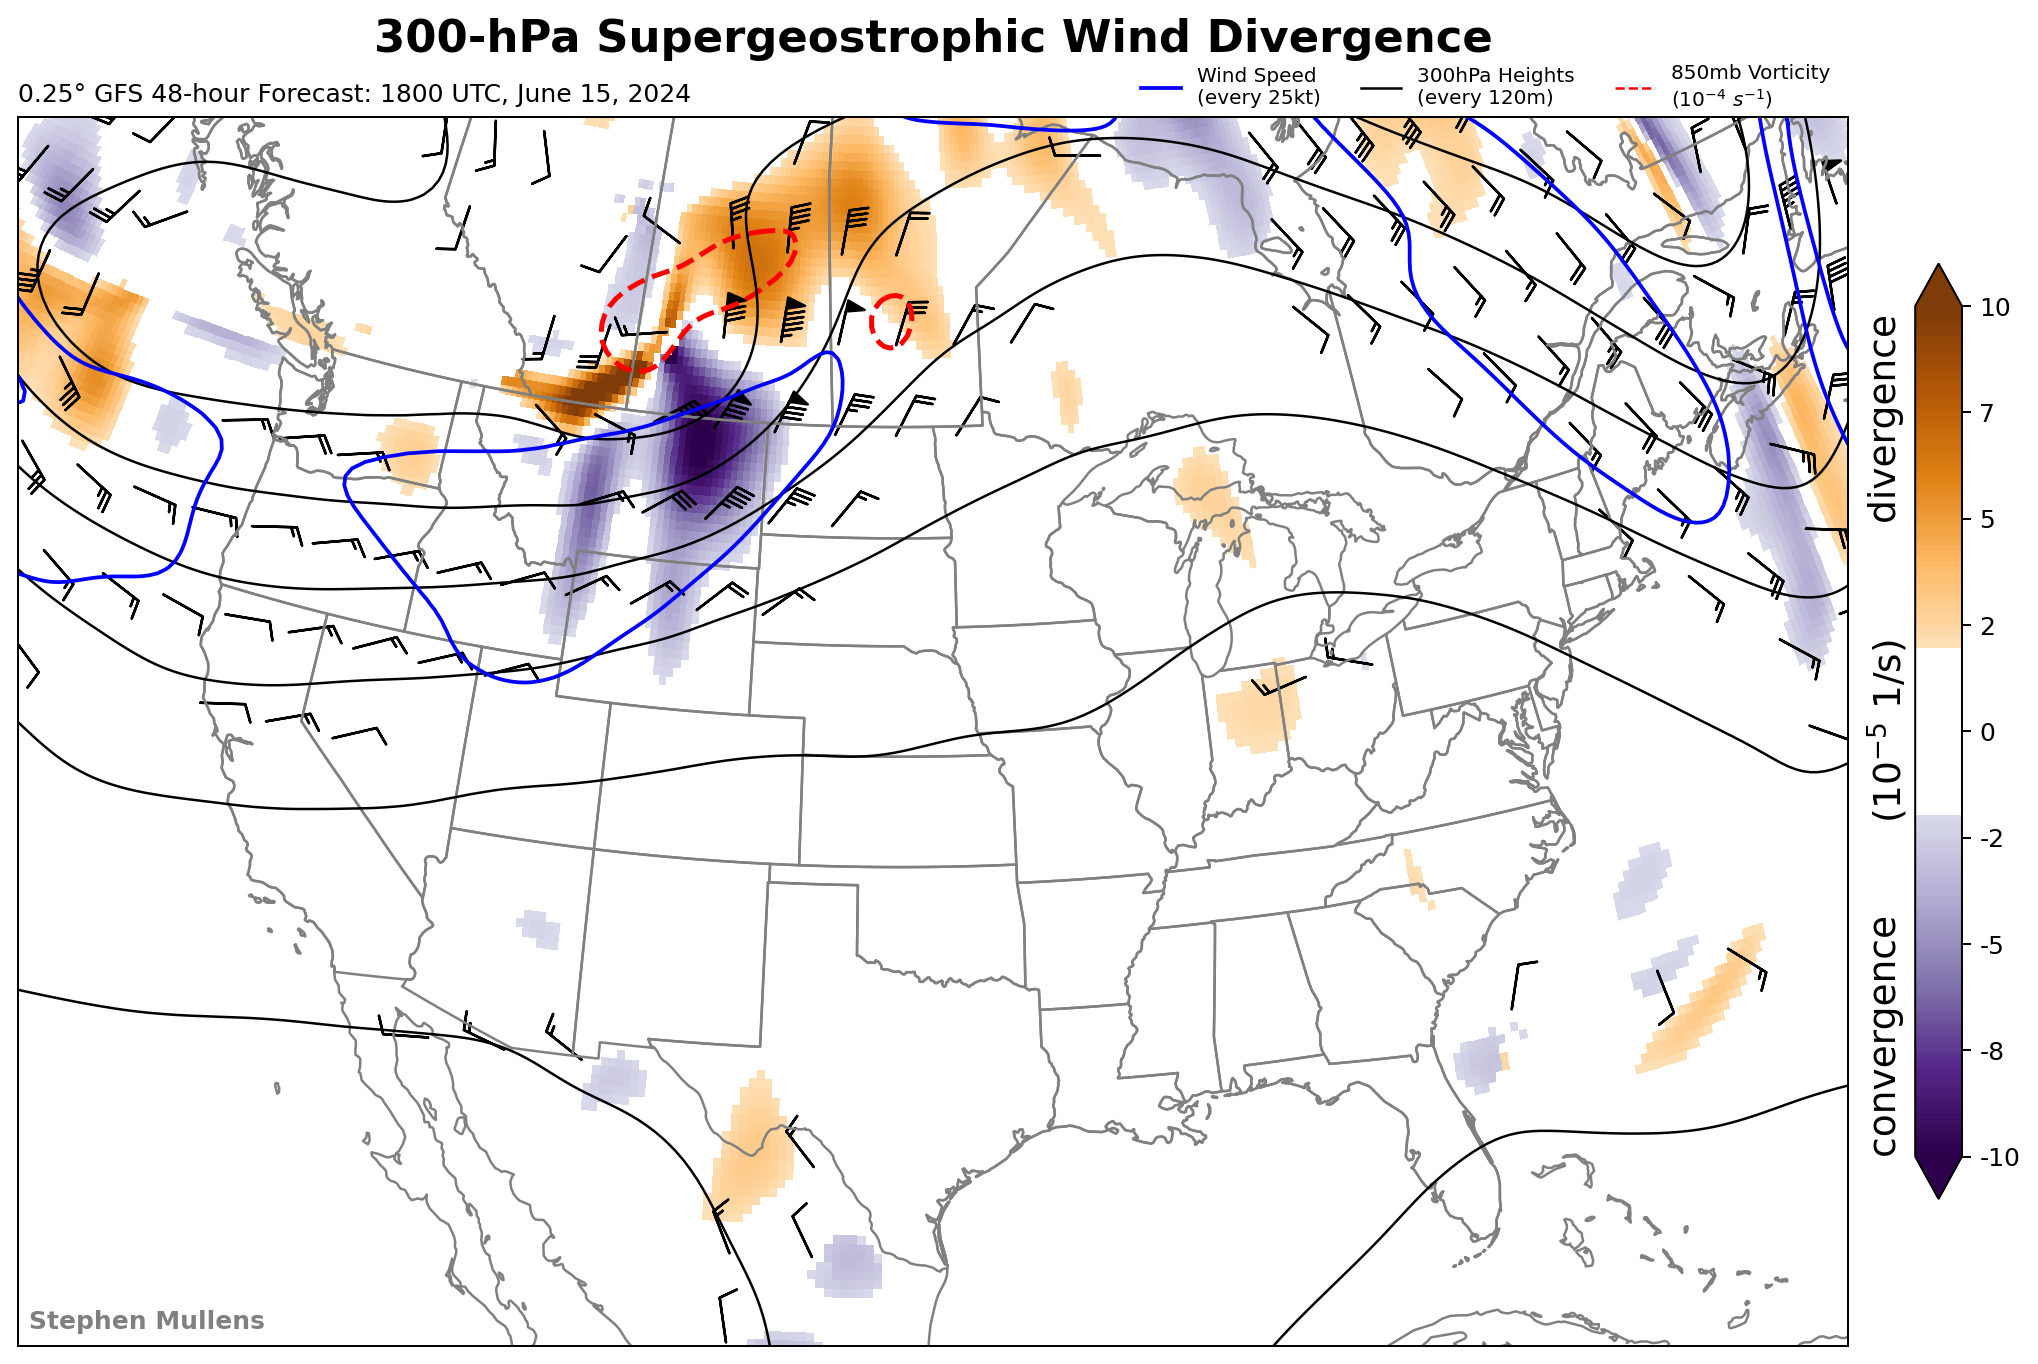 300-hPa Supergeostrophic Wind Divergence
0.25° GFS 48-hour Forecast: 1800 UTC, June 15, 2024
Wind Speed
(every 25kt)
300hPa Heights
(every 120m)
850mb Vorticity
(10⁻⁴ s⁻¹)
10
7
5
2
0
-2
-5
-8
-10
convergence (10⁻⁵ 1/s) divergence
Stephen Mullens